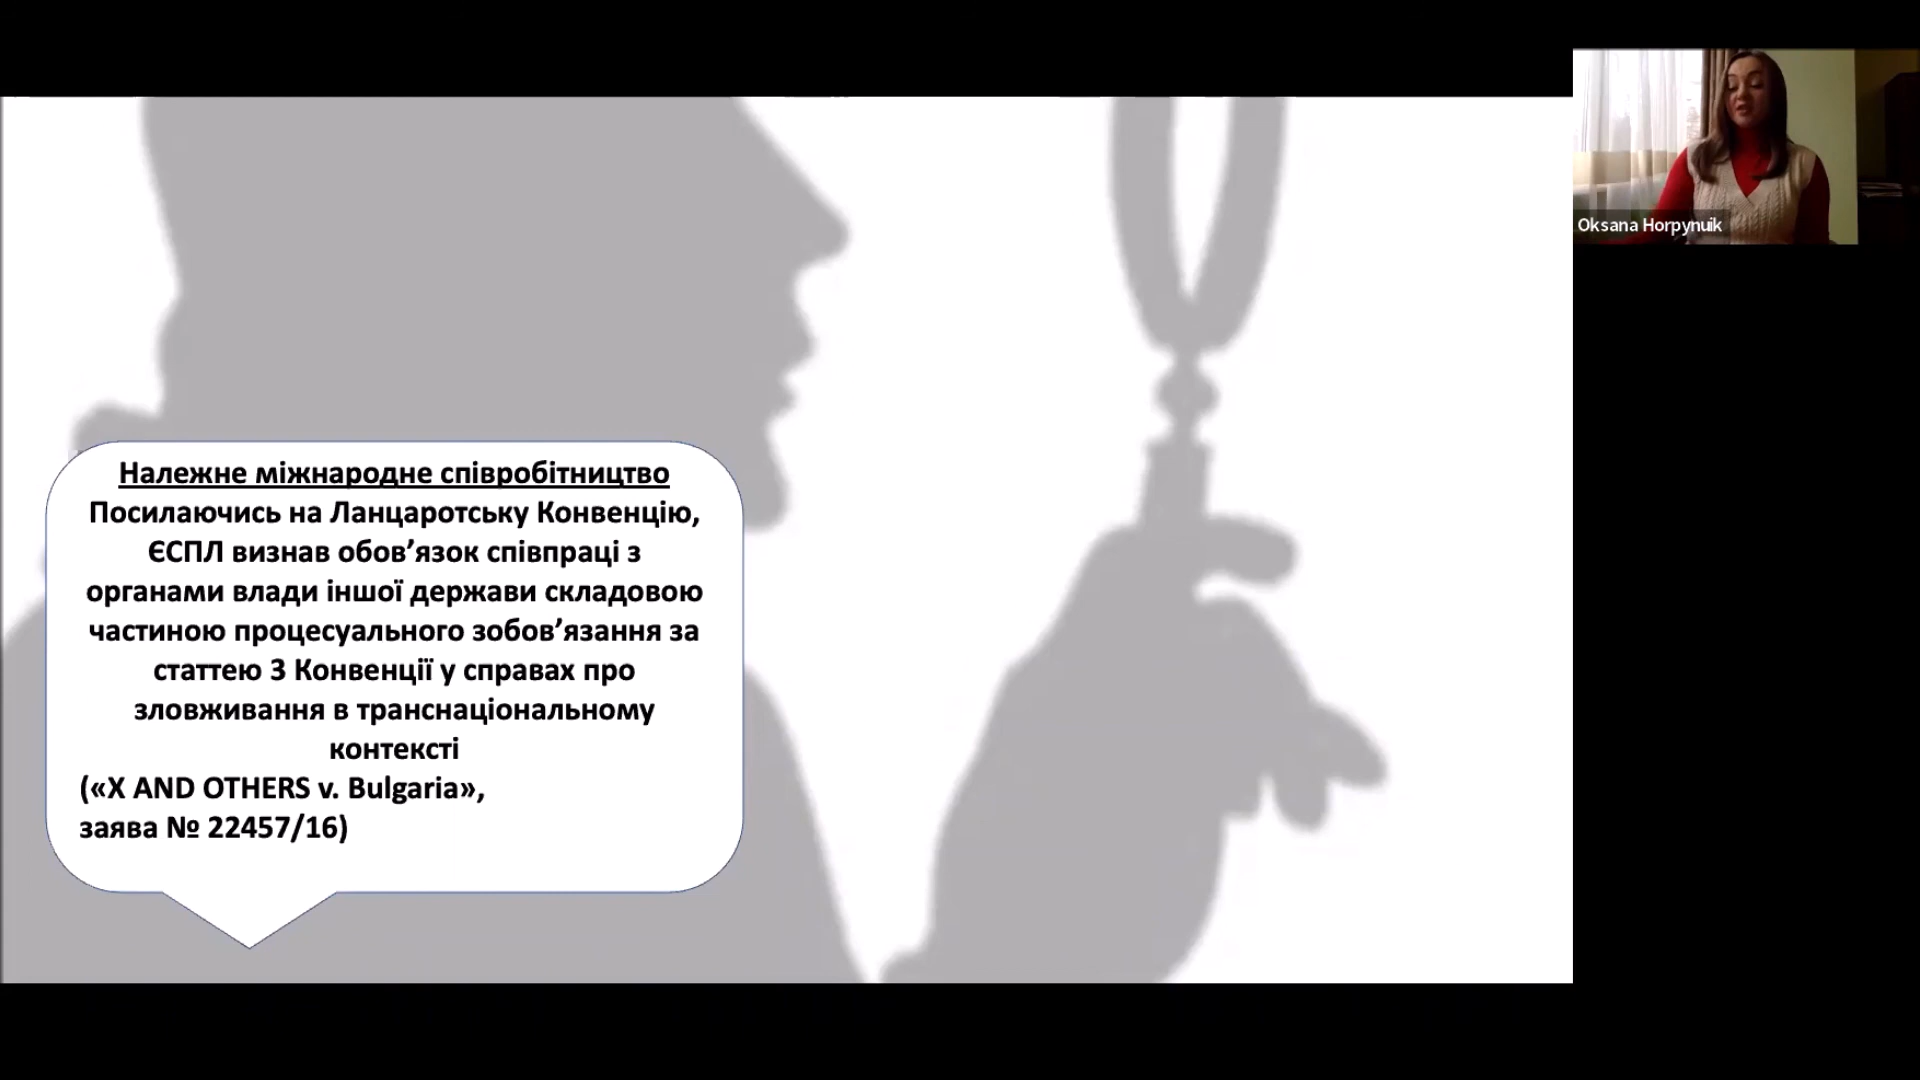 Належне міжнародне співробітництво
Посилаючись на Ланцаротську Конвенцію,
ЄСПЛ визнав обов’язок співпраці з
органами влади іншої держави складовою
частиною процесуального зобов’язання за
статтею 3 Конвенції у справах про
зловживання в транснаціональному
контексті
(«X AND OTHERS v. Bulgaria»,
заява № 22457/16)
Oksana Horpynuik